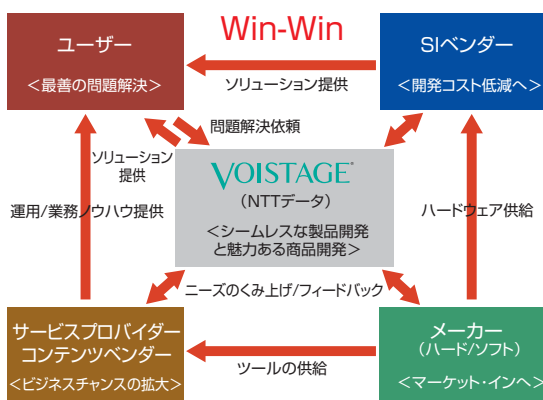 Win-Win
ユーザー
＜最善の問題解決＞
SIベンダー
＜開発コスト低減へ＞
ソリューション提供
問題解決依頼
ソリューション
提供
VOISTAGE
（NTTデータ）
＜シームレスな製品開発
と魅力ある商品開発＞
運用/業務ノウハウ提供
ハードウェア供給
ニーズのくみ上げ/フィードバック
サービスプロバイダー
コンテンツベンダー
＜ビジネスチャンスの拡大＞
ツールの供給
メーカー
（ハード/ソフト）
＜マーケット・インへ＞